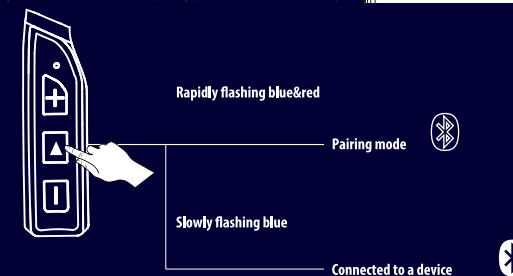 Rapidly flashing blue&red
Pairing mode
Slowly flashing blue
Connected to a device